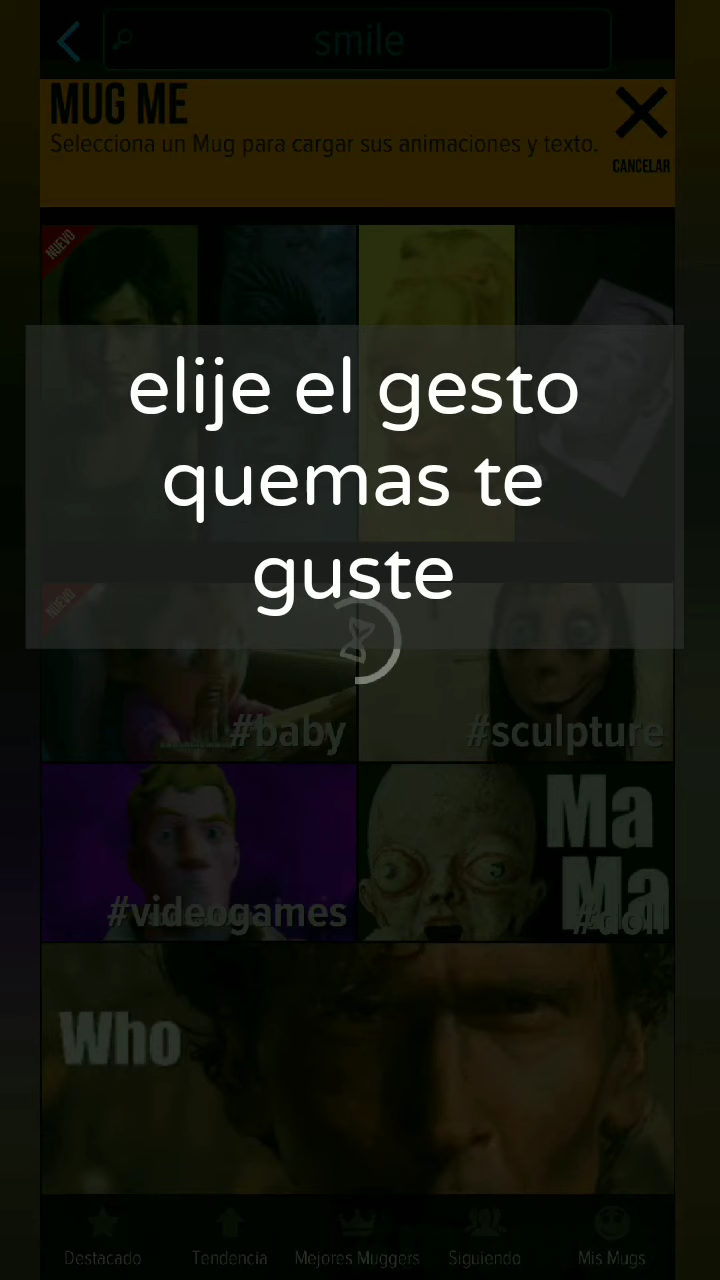 smile
MUG ME
Selecciona un Mug para cargar sus animaciones y texto.
CANCELAR
NUEVO
elije el gesto
quemas te
guste
NUEVO
#baby
#sculpture
#videogames
Ma
Ma
#doll
Who
Destacado
Tendencia
Mejores Muggers
Siguiendo
Mis Mugs